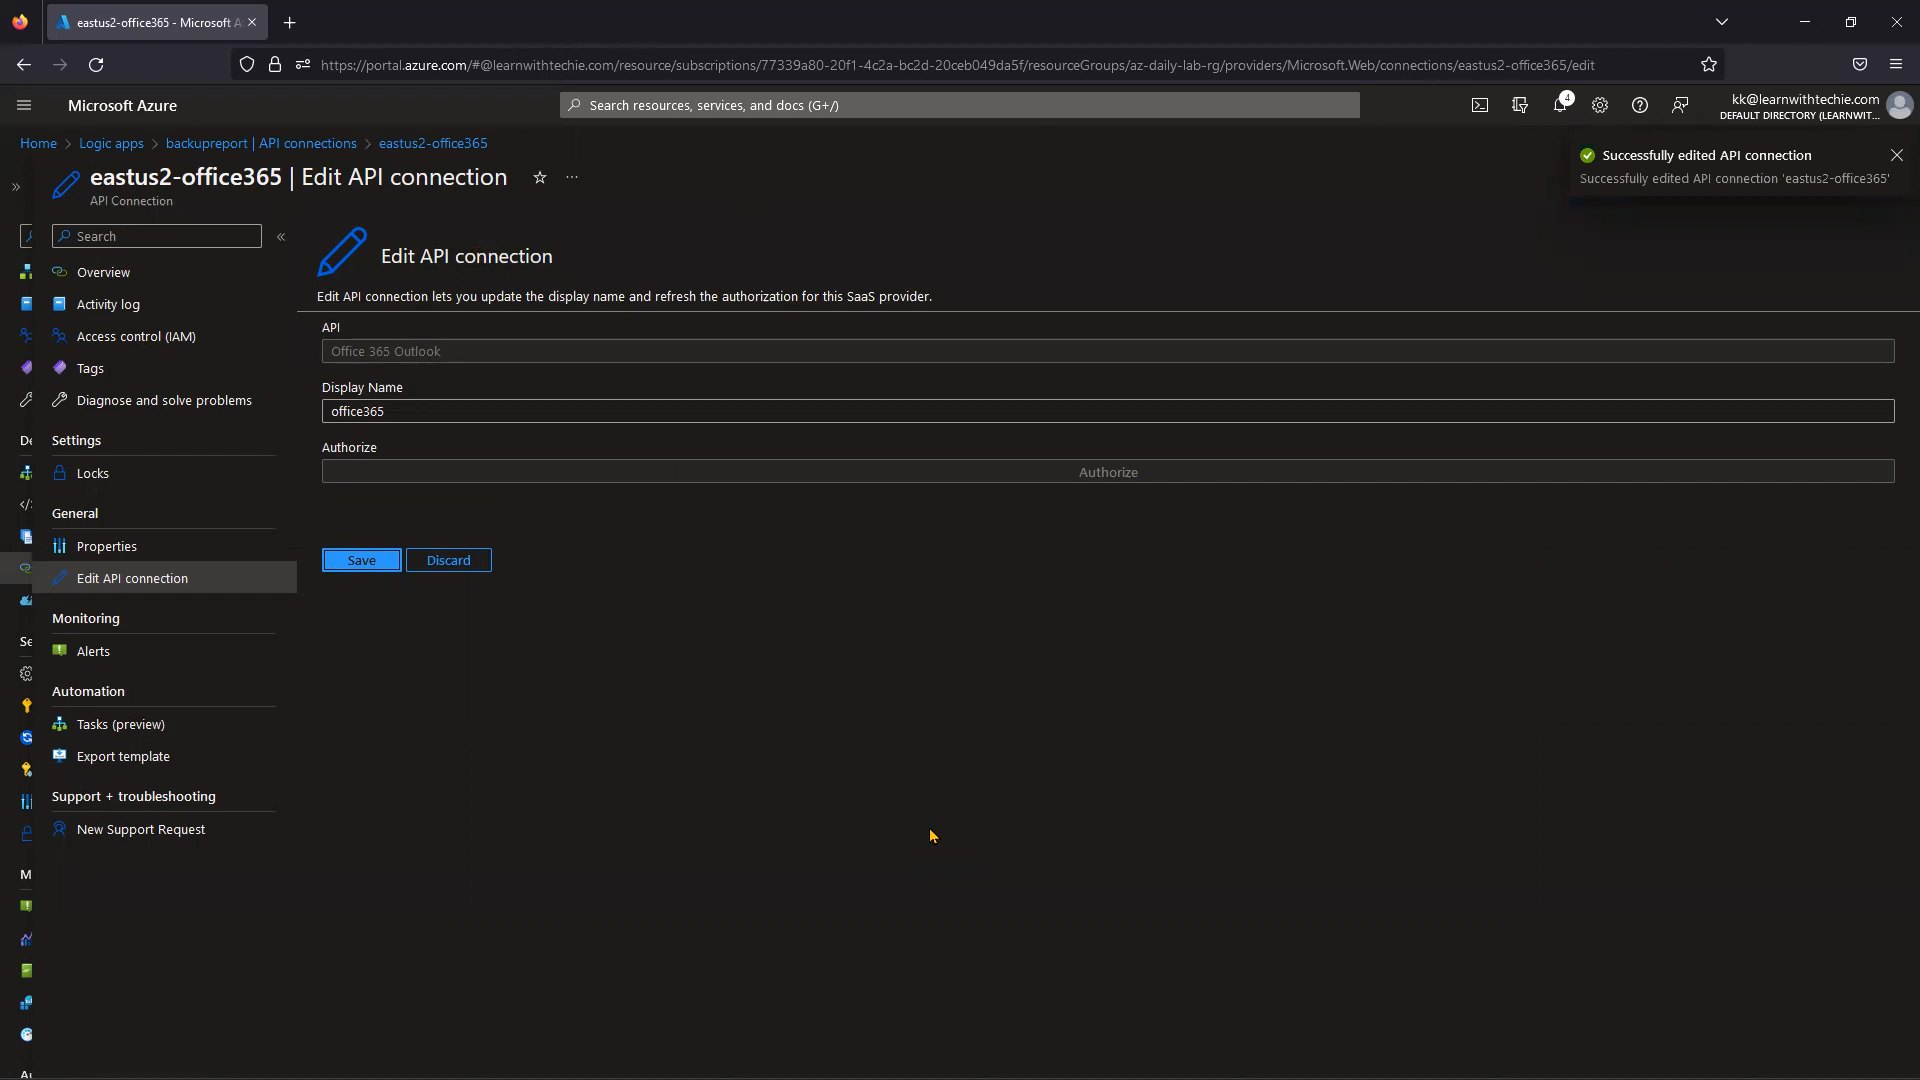 eastus2-office365 - Microsoft A
https://portal.azure.com/#@learnwithtechie.com/resource/subscriptions/77339a80-20f1-4c2a-bc2d-20ceb049da5f/resourceGroups/az-daily-lab-rg/providers/Microsoft.Web/connections/eastus2-office365/edit
Microsoft Azure
Search resources, services, and docs (G+/)
4
kk@learnwithtechie.com
DEFAULT DIRECTORY (LEARNWIT...
Home > Logic apps > backupreport | API connections > eastus2-office365
Successfully edited API connection
Successfully edited API connection 'eastus2-office365'
eastus2-office365 | Edit API connection
API Connection
Search
Overview
Activity log
Access control (IAM)
Tags
Diagnose and solve problems
De
Settings
Locks
General
Properties
Edit API connection
Monitoring
Se
Alerts
Automation
Tasks (preview)
Export template
Support + troubleshooting
New Support Request
M
Au
Edit API connection
Edit API connection lets you update the display name and refresh the authorization for this SaaS provider.
API
Office 365 Outlook
Display Name
office365
Authorize
Authorize
Save
Discard